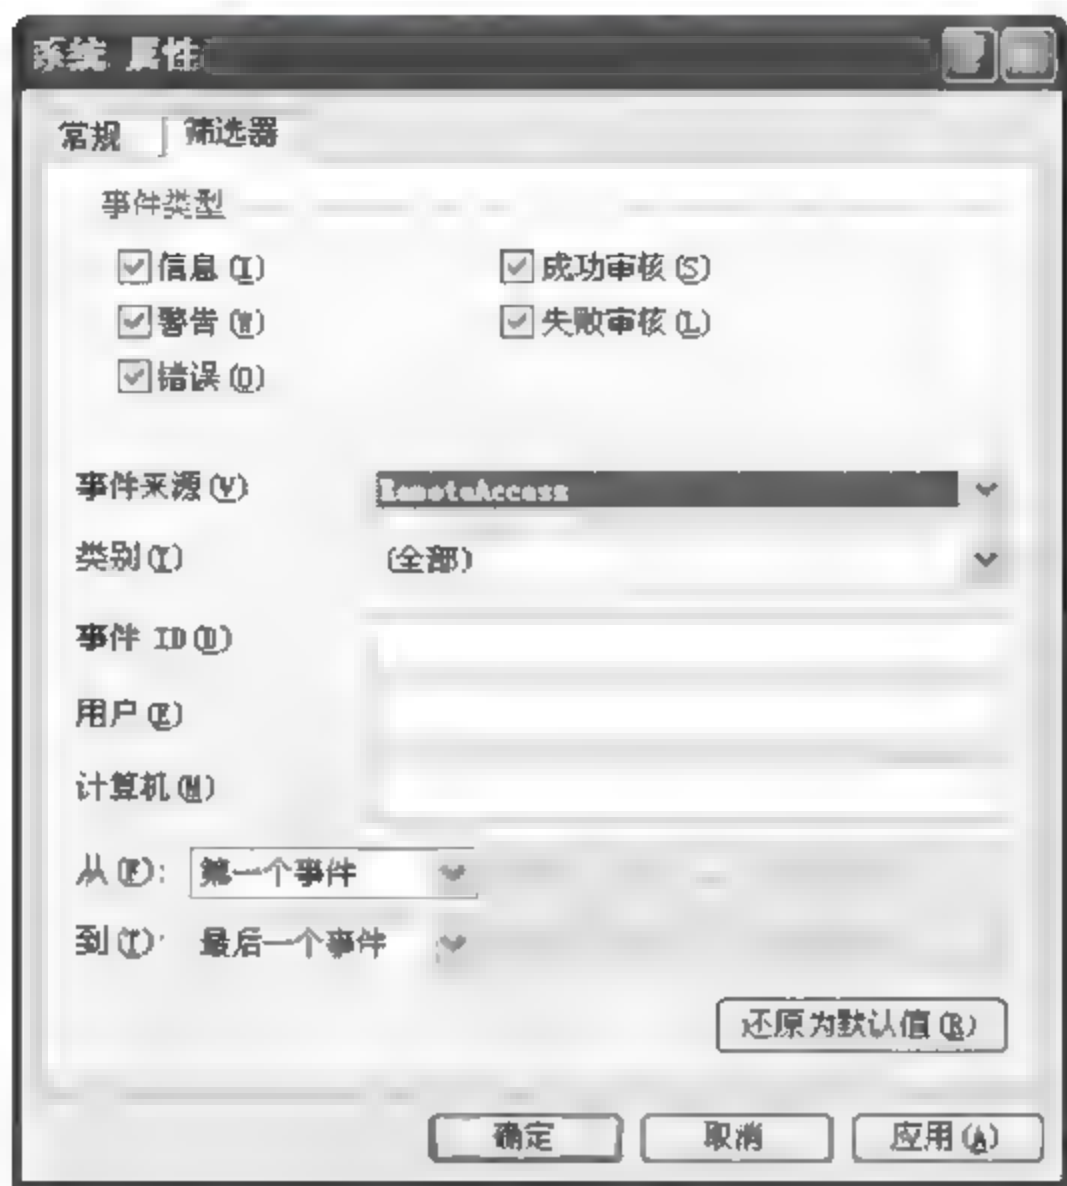 系统 属性
常规 筛选器
事件类型
信息(I) 成功审核(S)
警告(W) 失败审核(L)
错误(O)
事件来源(V) RemoteAccess
类别(Y) (全部)
事件 ID(D)
用户(E)
计算机(M)
从(F): 第一个事件
到(T): 最后一个事件
还原为默认值(R)
确定 取消 应用(A)